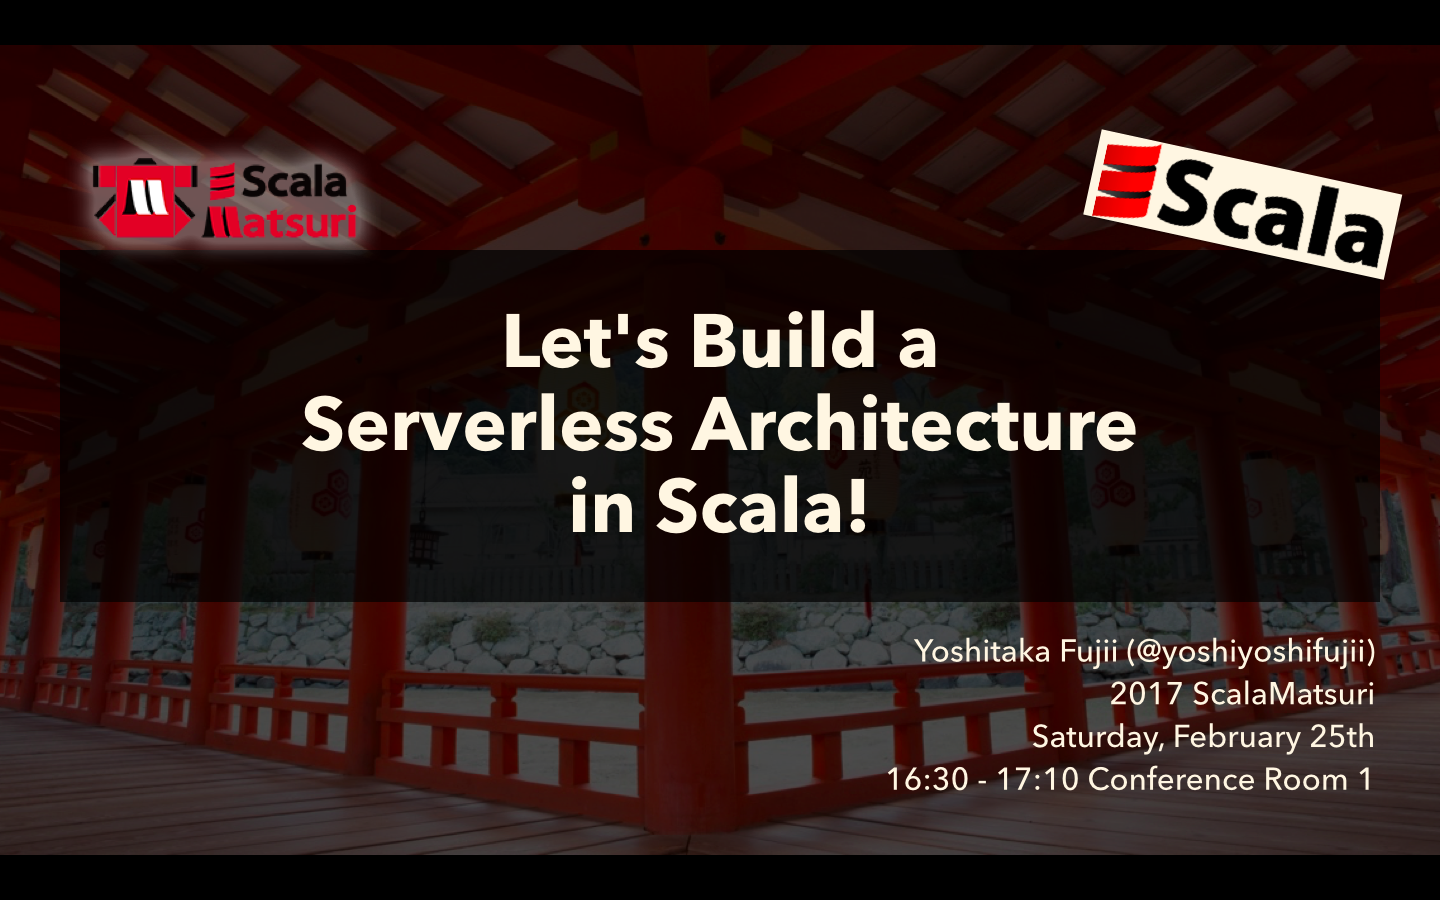 Scala
Matsuri
Scala
Let's Build a
Serverless Architecture
in Scala!
Yoshitaka Fujii (@yoshiyoshifujii)
2017 ScalaMatsuri
Saturday, February 25th
16:30 - 17:10 Conference Room 1